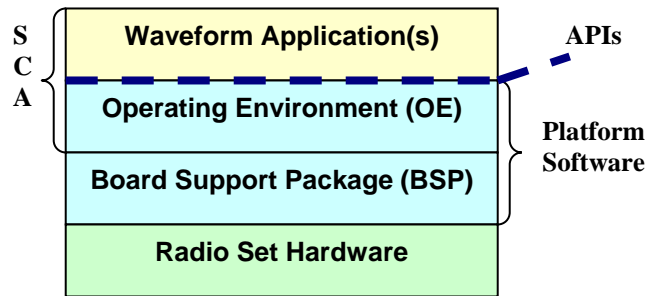 S
C
A
Waveform Application(s)
APIs
Operating Environment (OE)
Platform
Software
Board Support Package (BSP)
Radio Set Hardware